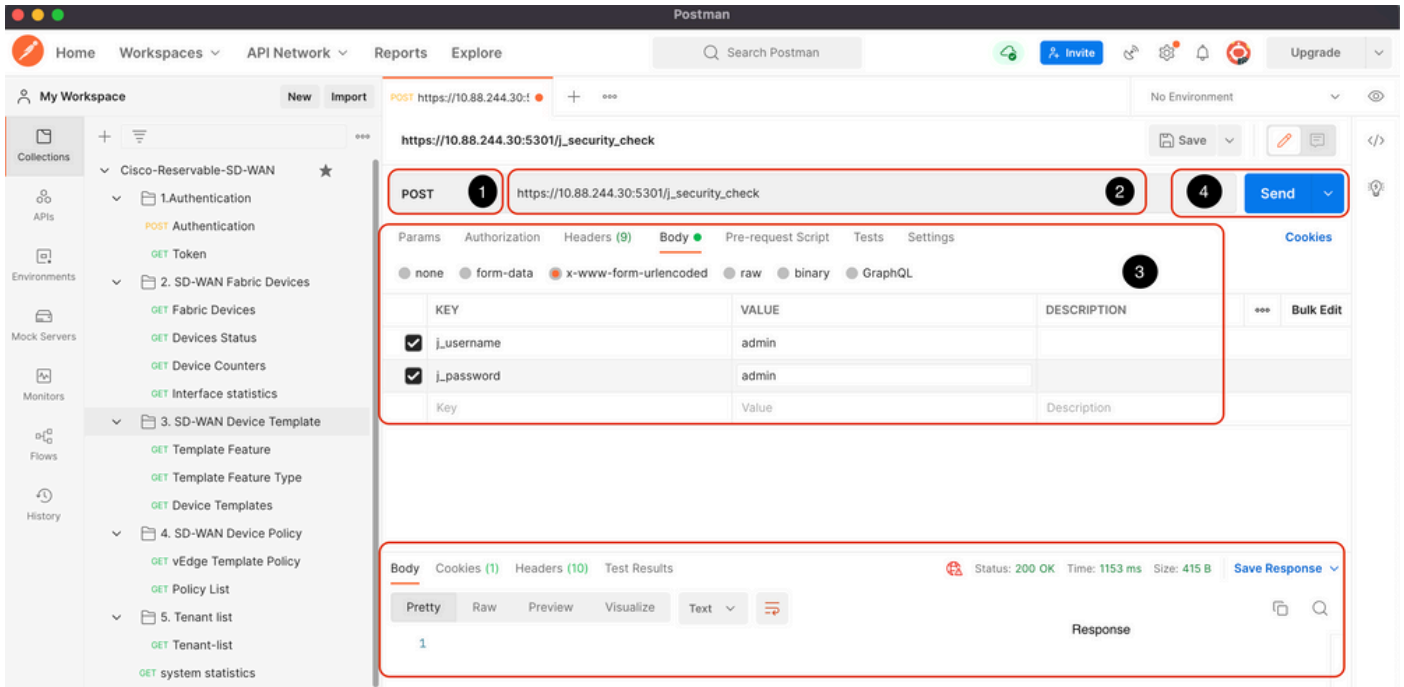 Postman
Home Workspaces API Network Reports Explore Search Postman Invite Upgrade
My Workspace New Import POST https://10.88.244.30:5 No Environment
Collections
APIs
Environments
Mock Servers
Monitors
Flows
History
Cisco-Reservable-SD-WAN
1.Authentication
POST Authentication
GET Token
2. SD-WAN Fabric Devices
GET Fabric Devices
GET Devices Status
GET Device Counters
GET Interface statistics
3. SD-WAN Device Template
GET Template Feature
GET Template Feature Type
GET Device Templates
4. SD-WAN Device Policy
GET vEdge Template Policy
GET Policy List
5. Tenant list
GET Tenant-list
GET system statistics
https://10.88.244.30:5301/j_security_check Save
POST 1 https://10.88.244.30:5301/j_security_check 2 4 Send
Params Authorization Headers (9) Body Pre-request Script Tests Settings Cookies
none form-data x-www-form-urlencoded raw binary GraphQL 3
KEY VALUE DESCRIPTION Bulk Edit
j_username admin
j_password admin
Key Value Description
Body Cookies (1) Headers (10) Test Results Status: 200 OK Time: 1153 ms Size: 415 B Save Response
Pretty Raw Preview Visualize Text
Response
1